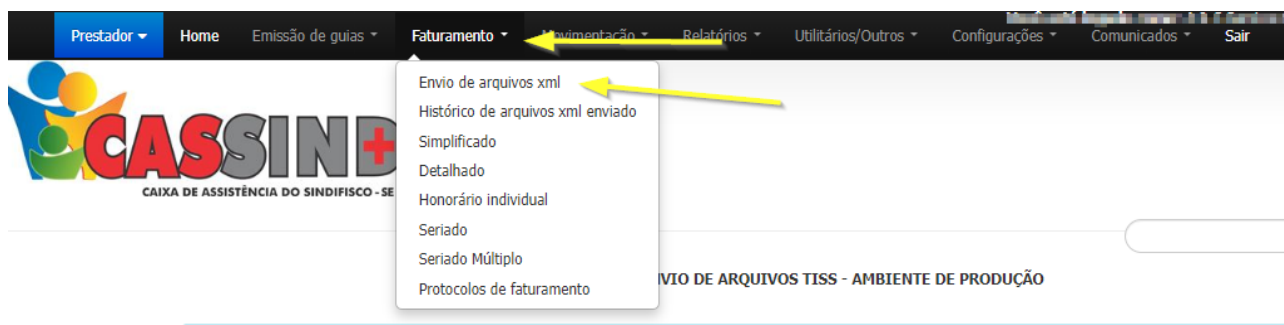 Prestador Home Emissão de guias Faturamento Movimentação Relatórios Utilitários/Outros Configurações Comunicados Sair
Envio de arquivos xml
Histórico de arquivos xml enviado
Simplificado
Detalhado
Honorário individual
Seriado
Seriado Múltiplo
Protocolos de faturamento
CASSIND
CAIXA DE ASSISTÊNCIA DO SINDIFISCO - SE
VIO DE ARQUIVOS TISS - AMBIENTE DE PRODUÇÃO